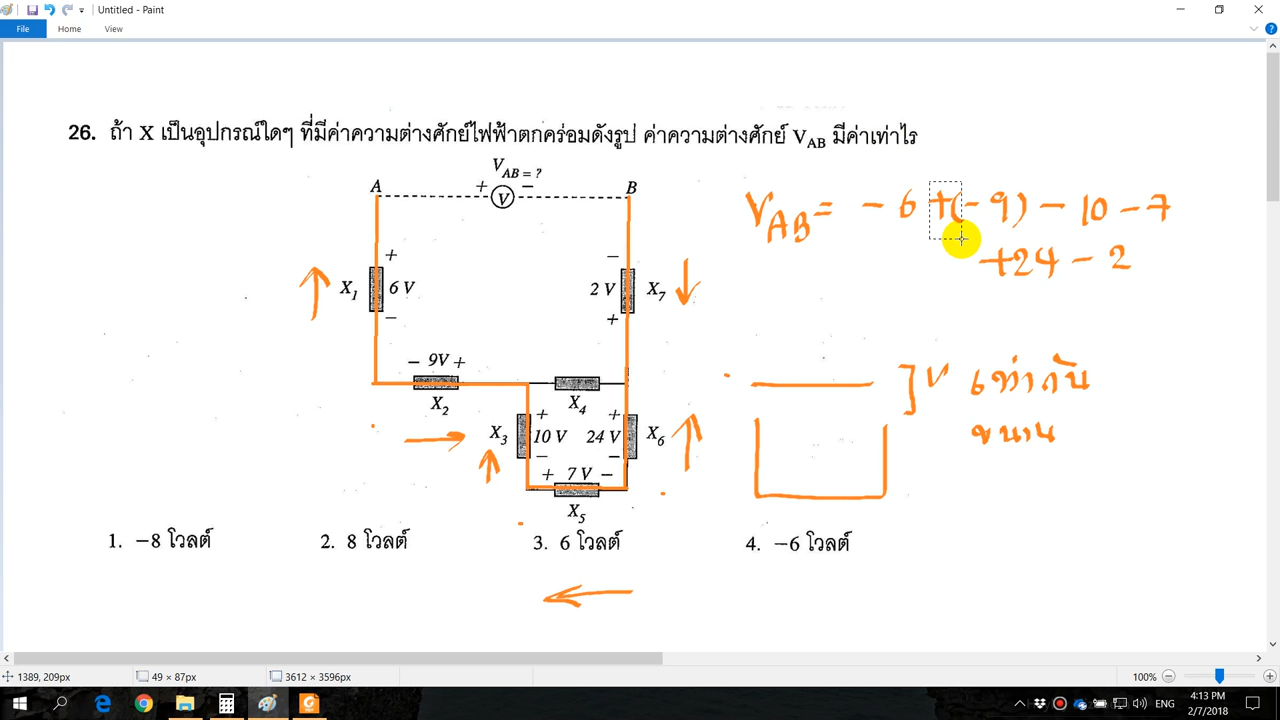 Untitled - Paint
File Home View
26. ถ้า X เป็นอุปกรณ์ใดๆ ที่มีค่าความต่างศักย์ไฟฟ้าตกคร่อมดังรูป ค่าความต่างศักย์ VAB มีค่าเท่าไร
VAB = ?
A + V − B
VAB = - 6 +(- 9) - 10 - 7
+24 - 2
+ −
X1 6 V 2 V X7
− +
− 9V +
X2 X4
+ +
X3 10 V 24 V X6
− −
+ 7 V −
X5
V เท่ากับ
ขนาน
1. −8 โวลต์ 2. 8 โวลต์ 3. 6 โวลต์ 4. −6 โวลต์
1389, 209px 49 × 87px 3612 × 3596px 100%
4:13 PM
2/7/2018